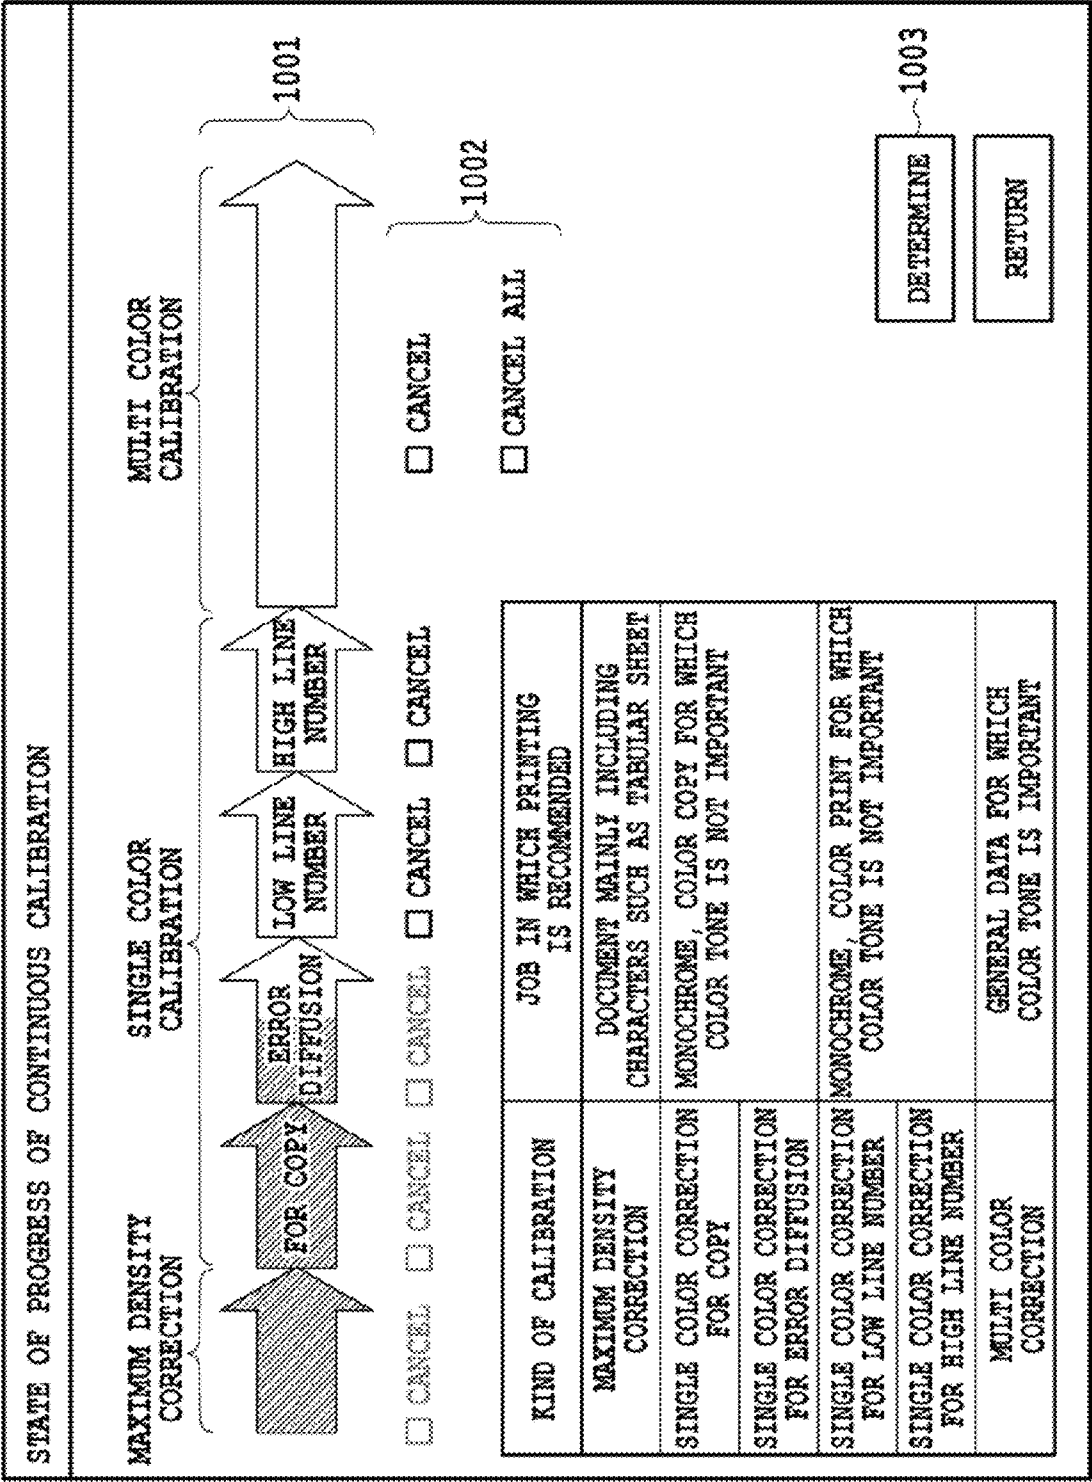 STATE OF PROGRESS OF CONTINUOUS CALIBRATION
MAXIMUM DENSITY
CORRECTION
SINGLE COLOR
CALIBRATION
MULTI COLOR
CALIBRATION
FOR COPY
ERROR
DIFFUSION
LOW LINE
NUMBER
HIGH LINE
NUMBER
1001
CANCEL
CANCEL
CANCEL
CANCEL
CANCEL
CANCEL
CANCEL ALL
1002
KIND OF CALIBRATION
JOB IN WHICH PRINTING
IS RECOMMENDED
MAXIMUM DENSITY
CORRECTION
DOCUMENT MAINLY INCLUDING
CHARACTERS SUCH AS TABULAR SHEET
SINGLE COLOR CORRECTION
FOR COPY
MONOCHROME, COLOR COPY FOR WHICH
COLOR TONE IS NOT IMPORTANT
SINGLE COLOR CORRECTION
FOR ERROR DIFFUSION
SINGLE COLOR CORRECTION
FOR LOW LINE NUMBER
MONOCHROME, COLOR PRINT FOR WHICH
COLOR TONE IS NOT IMPORTANT
SINGLE COLOR CORRECTION
FOR HIGH LINE NUMBER
MULTI COLOR
CORRECTION
GENERAL DATA FOR WHICH
COLOR TONE IS IMPORTANT
DETERMINE
1003
RETURN